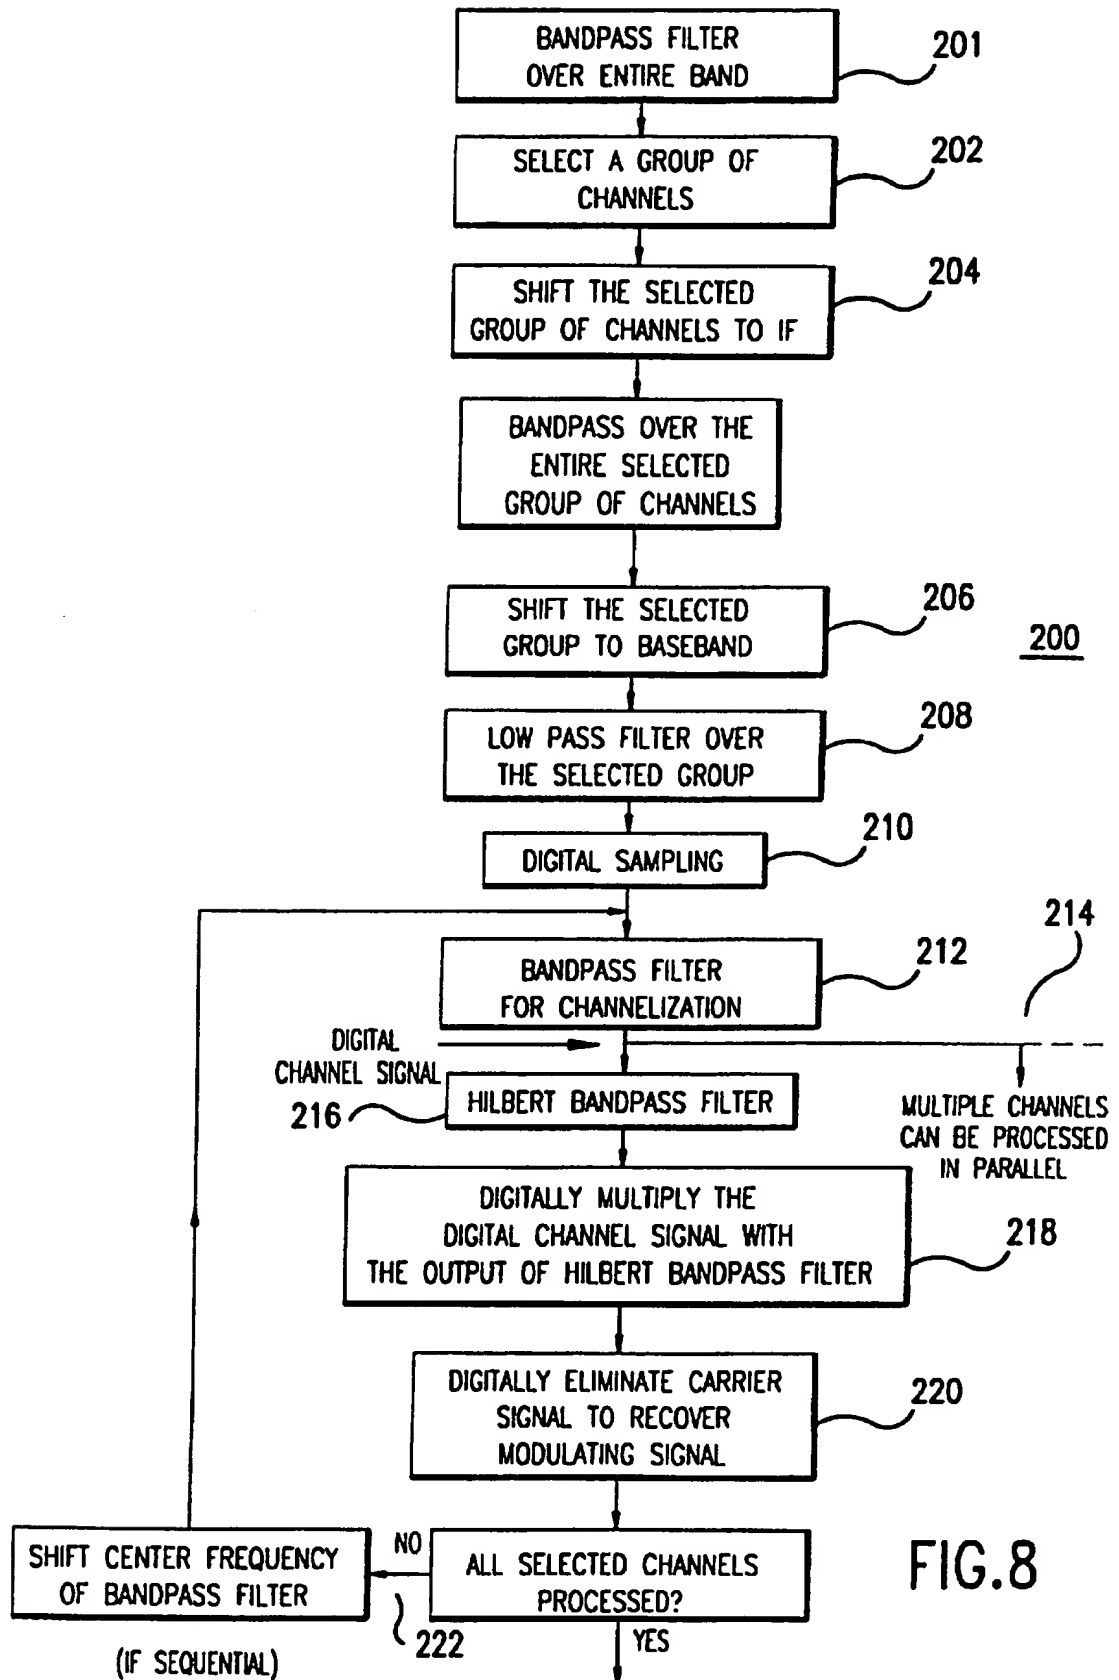 BANDPASS FILTER
OVER ENTIRE BAND
201
SELECT A GROUP OF
CHANNELS
202
SHIFT THE SELECTED
GROUP OF CHANNELS TO IF
204
BANDPASS OVER THE
ENTIRE SELECTED
GROUP OF CHANNELS
SHIFT THE SELECTED
GROUP TO BASEBAND
206
200
LOW PASS FILTER OVER
THE SELECTED GROUP
208
DIGITAL SAMPLING
210
BANDPASS FILTER
FOR CHANNELIZATION
212
214
DIGITAL
CHANNEL SIGNAL
HILBERT BANDPASS FILTER
216
MULTIPLE CHANNELS
CAN BE PROCESSED
IN PARALLEL
DIGITALLY MULTIPLY THE
DIGITAL CHANNEL SIGNAL WITH
THE OUTPUT OF HILBERT BANDPASS FILTER
218
DIGITALLY ELIMINATE CARRIER
SIGNAL TO RECOVER
MODULATING SIGNAL
220
ALL SELECTED CHANNELS
PROCESSED?
NO
222
YES
SHIFT CENTER FREQUENCY
OF BANDPASS FILTER
(IF SEQUENTIAL)
FIG.8